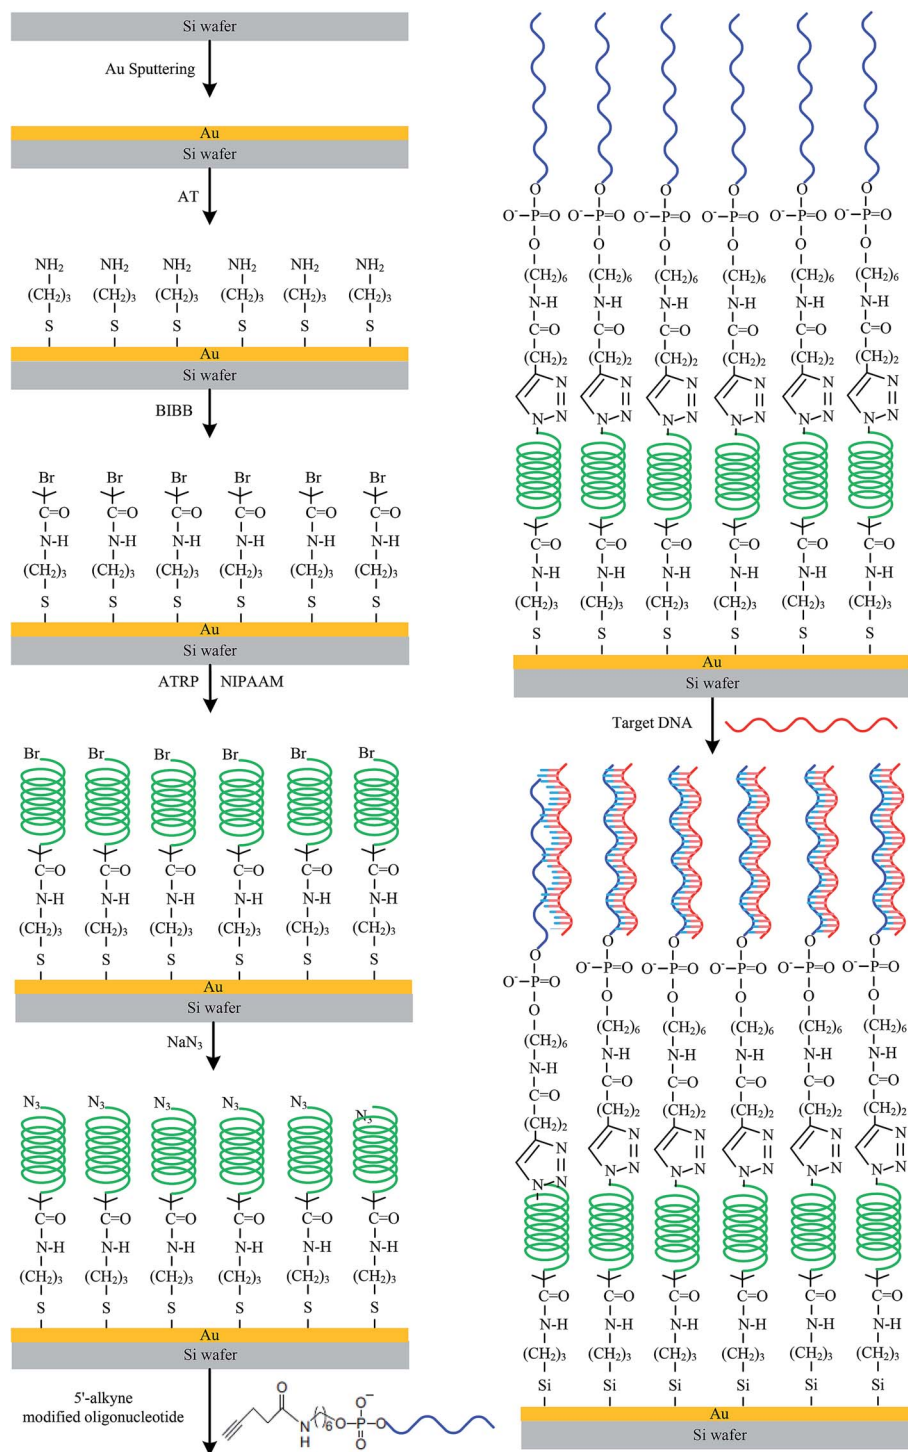 Si wafer
Au Sputtering
Au
Si wafer
AT
NH₂ NH₂ NH₂ NH₂ NH₂ NH₂
(CH₂)₃ (CH₂)₃ (CH₂)₃ (CH₂)₃ (CH₂)₃ (CH₂)₃
S S S S S S
Au
Si wafer
BIBB
Br Br Br Br Br Br
C=O C=O C=O C=O C=O C=O
N-H N-H N-H N-H N-H N-H
(CH₂)₃ (CH₂)₃ (CH₂)₃ (CH₂)₃ (CH₂)₃ (CH₂)₃
S S S S S S
Au
Si wafer
ATRP NIPAAM
Br Br Br Br Br Br
C=O C=O C=O C=O C=O C=O
N-H N-H N-H N-H N-H N-H
(CH₂)₃ (CH₂)₃ (CH₂)₃ (CH₂)₃ (CH₂)₃ (CH₂)₃
S S S S S S
Au
Si wafer
NaN₃
N₃ N₃ N₃ N₃ N₃ N₃
C=O C=O C=O C=O C=O C=O
N-H N-H N-H N-H N-H N-H
(CH₂)₃ (CH₂)₃ (CH₂)₃ (CH₂)₃ (CH₂)₃ (CH₂)₃
S S S S S S
Au
Si wafer
5'-alkyne
modified oligonucleotide
O O⁻
N ( )6 O-P-O
H O
O O O O O O
O⁻-P=O O⁻-P=O O⁻-P=O O⁻-P=O O⁻-P=O O⁻-P=O
O O O O O O
(CH₂)₆ (CH₂)₆ (CH₂)₆ (CH₂)₆ (CH₂)₆ (CH₂)₆
N-H N-H N-H N-H N-H N-H
C=O C=O C=O C=O C=O C=O
(CH₂)₂ (CH₂)₂ (CH₂)₂ (CH₂)₂ (CH₂)₂ (CH₂)₂
N N N N N N
N-N N-N N-N N-N N-N N-N
C=O C=O C=O C=O C=O C=O
N-H N-H N-H N-H N-H N-H
(CH₂)₃ (CH₂)₃ (CH₂)₃ (CH₂)₃ (CH₂)₃ (CH₂)₃
S S S S S S
Au
Si wafer
Target DNA
O O O O O O
O⁻-P=O O⁻-P=O O⁻-P=O O⁻-P=O O⁻-P=O O⁻-P=O
O O O O O O
(CH₂)₆ (CH₂)₆ (CH₂)₆ (CH₂)₆ (CH₂)₆ (CH₂)₆
N-H N-H N-H N-H N-H N-H
C=O C=O C=O C=O C=O C=O
(CH₂)₂ (CH₂)₂ (CH₂)₂ (CH₂)₂ (CH₂)₂ (CH₂)₂
N N N N N N
N-N N-N N-N N-N N-N N-N
C=O C=O C=O C=O C=O C=O
N-H N-H N-H N-H N-H N-H
(CH₂)₃ (CH₂)₃ (CH₂)₃ (CH₂)₃ (CH₂)₃ (CH₂)₃
Si Si Si Si Si Si
Au
Si wafer